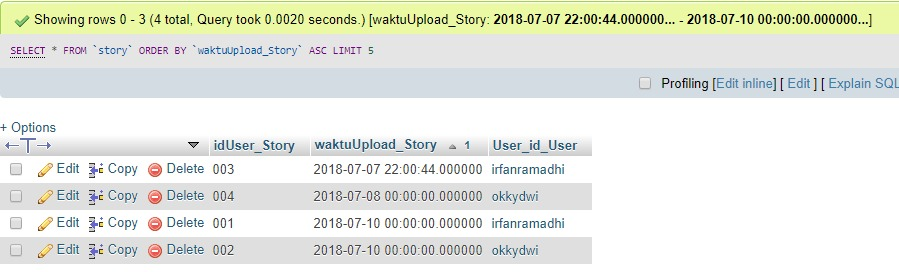 Showing rows 0 - 3 (4 total, Query took 0.0020 seconds.) [waktuUpload_Story: 2018-07-07 22:00:44.000000... - 2018-07-10 00:00:00.000000...]
SELECT * FROM `story` ORDER BY `waktuUpload_Story` ASC LIMIT 5
Profiling [Edit inline] [ Edit ] [ Explain SQL
+ Options
←T→ idUser_Story waktuUpload_Story 1 User_id_User
Edit Copy Delete 003 2018-07-07 22:00:44.000000 irfanramadhi
Edit Copy Delete 004 2018-07-08 00:00:00.000000 okkydwi
Edit Copy Delete 001 2018-07-10 00:00:00.000000 irfanramadhi
Edit Copy Delete 002 2018-07-10 00:00:00.000000 okkydwi